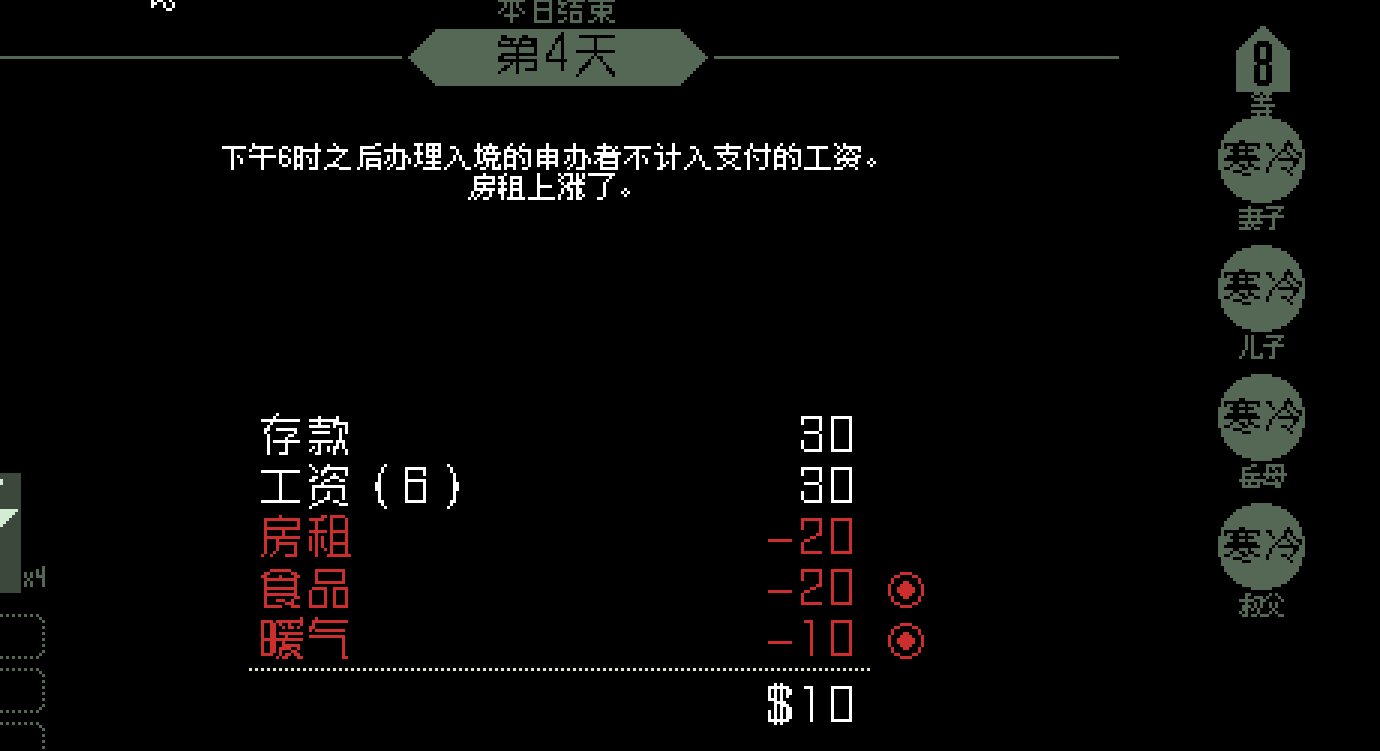 本日结束
第4天
下午6时之后办理入境的申办者不计入支付的工资。
房租上涨了。
存款 30
工资(6) 30
房租 -20
食品 -20
暖气 -10
$10
x4
8
等
寒冷
妻子
寒冷
儿子
寒冷
岳母
寒冷
叔父